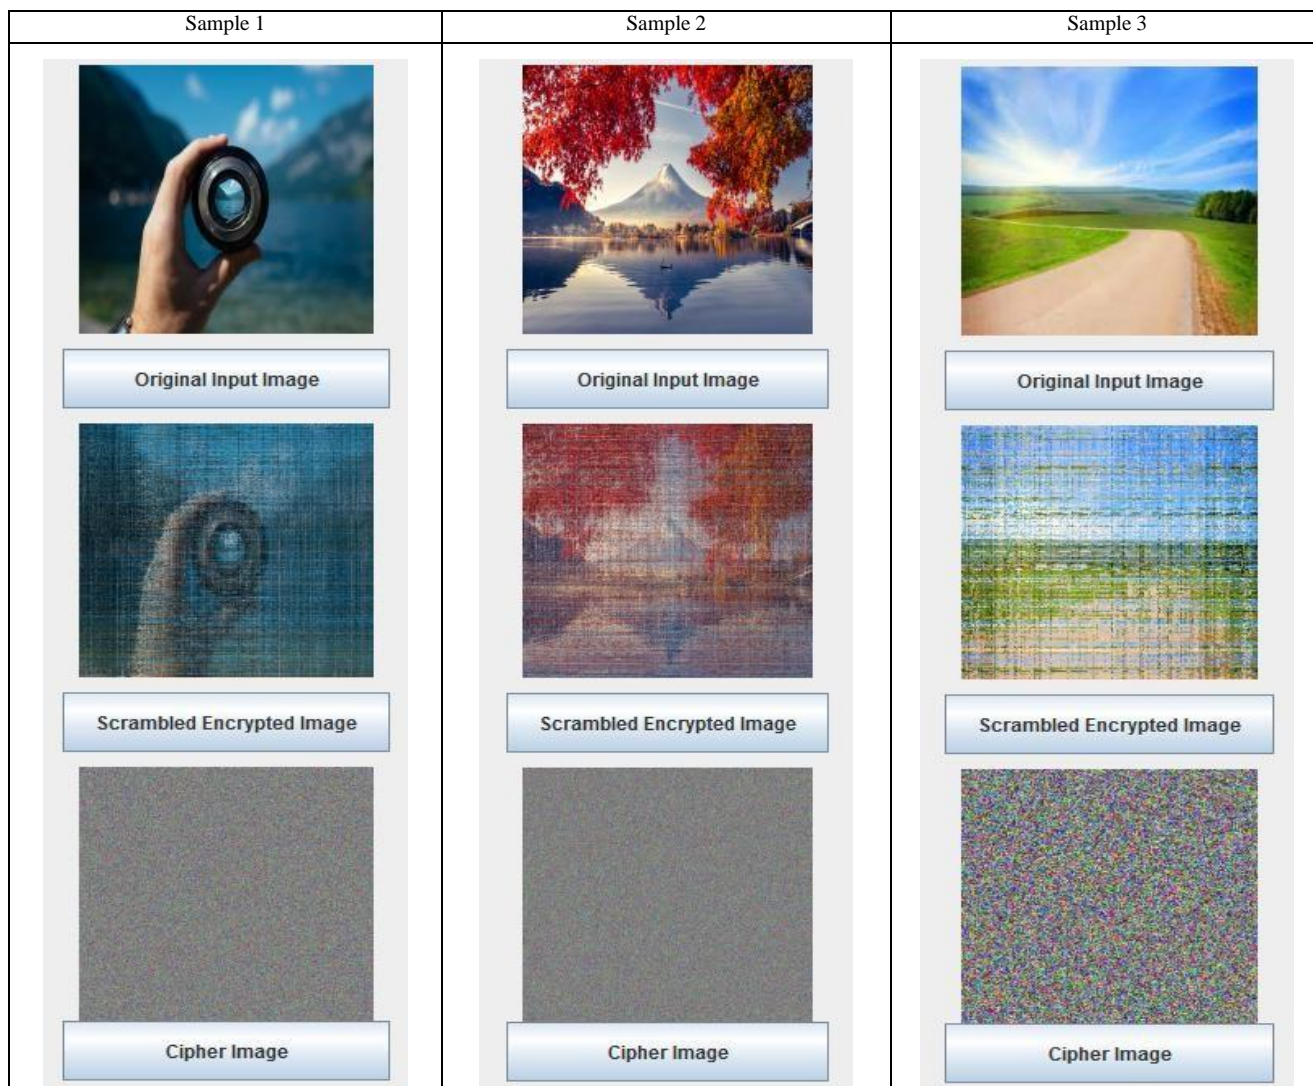 Sample 1
Sample 2
Sample 3
Original Input Image
Original Input Image
Original Input Image
Scrambled Encrypted Image
Scrambled Encrypted Image
Scrambled Encrypted Image
Cipher Image
Cipher Image
Cipher Image